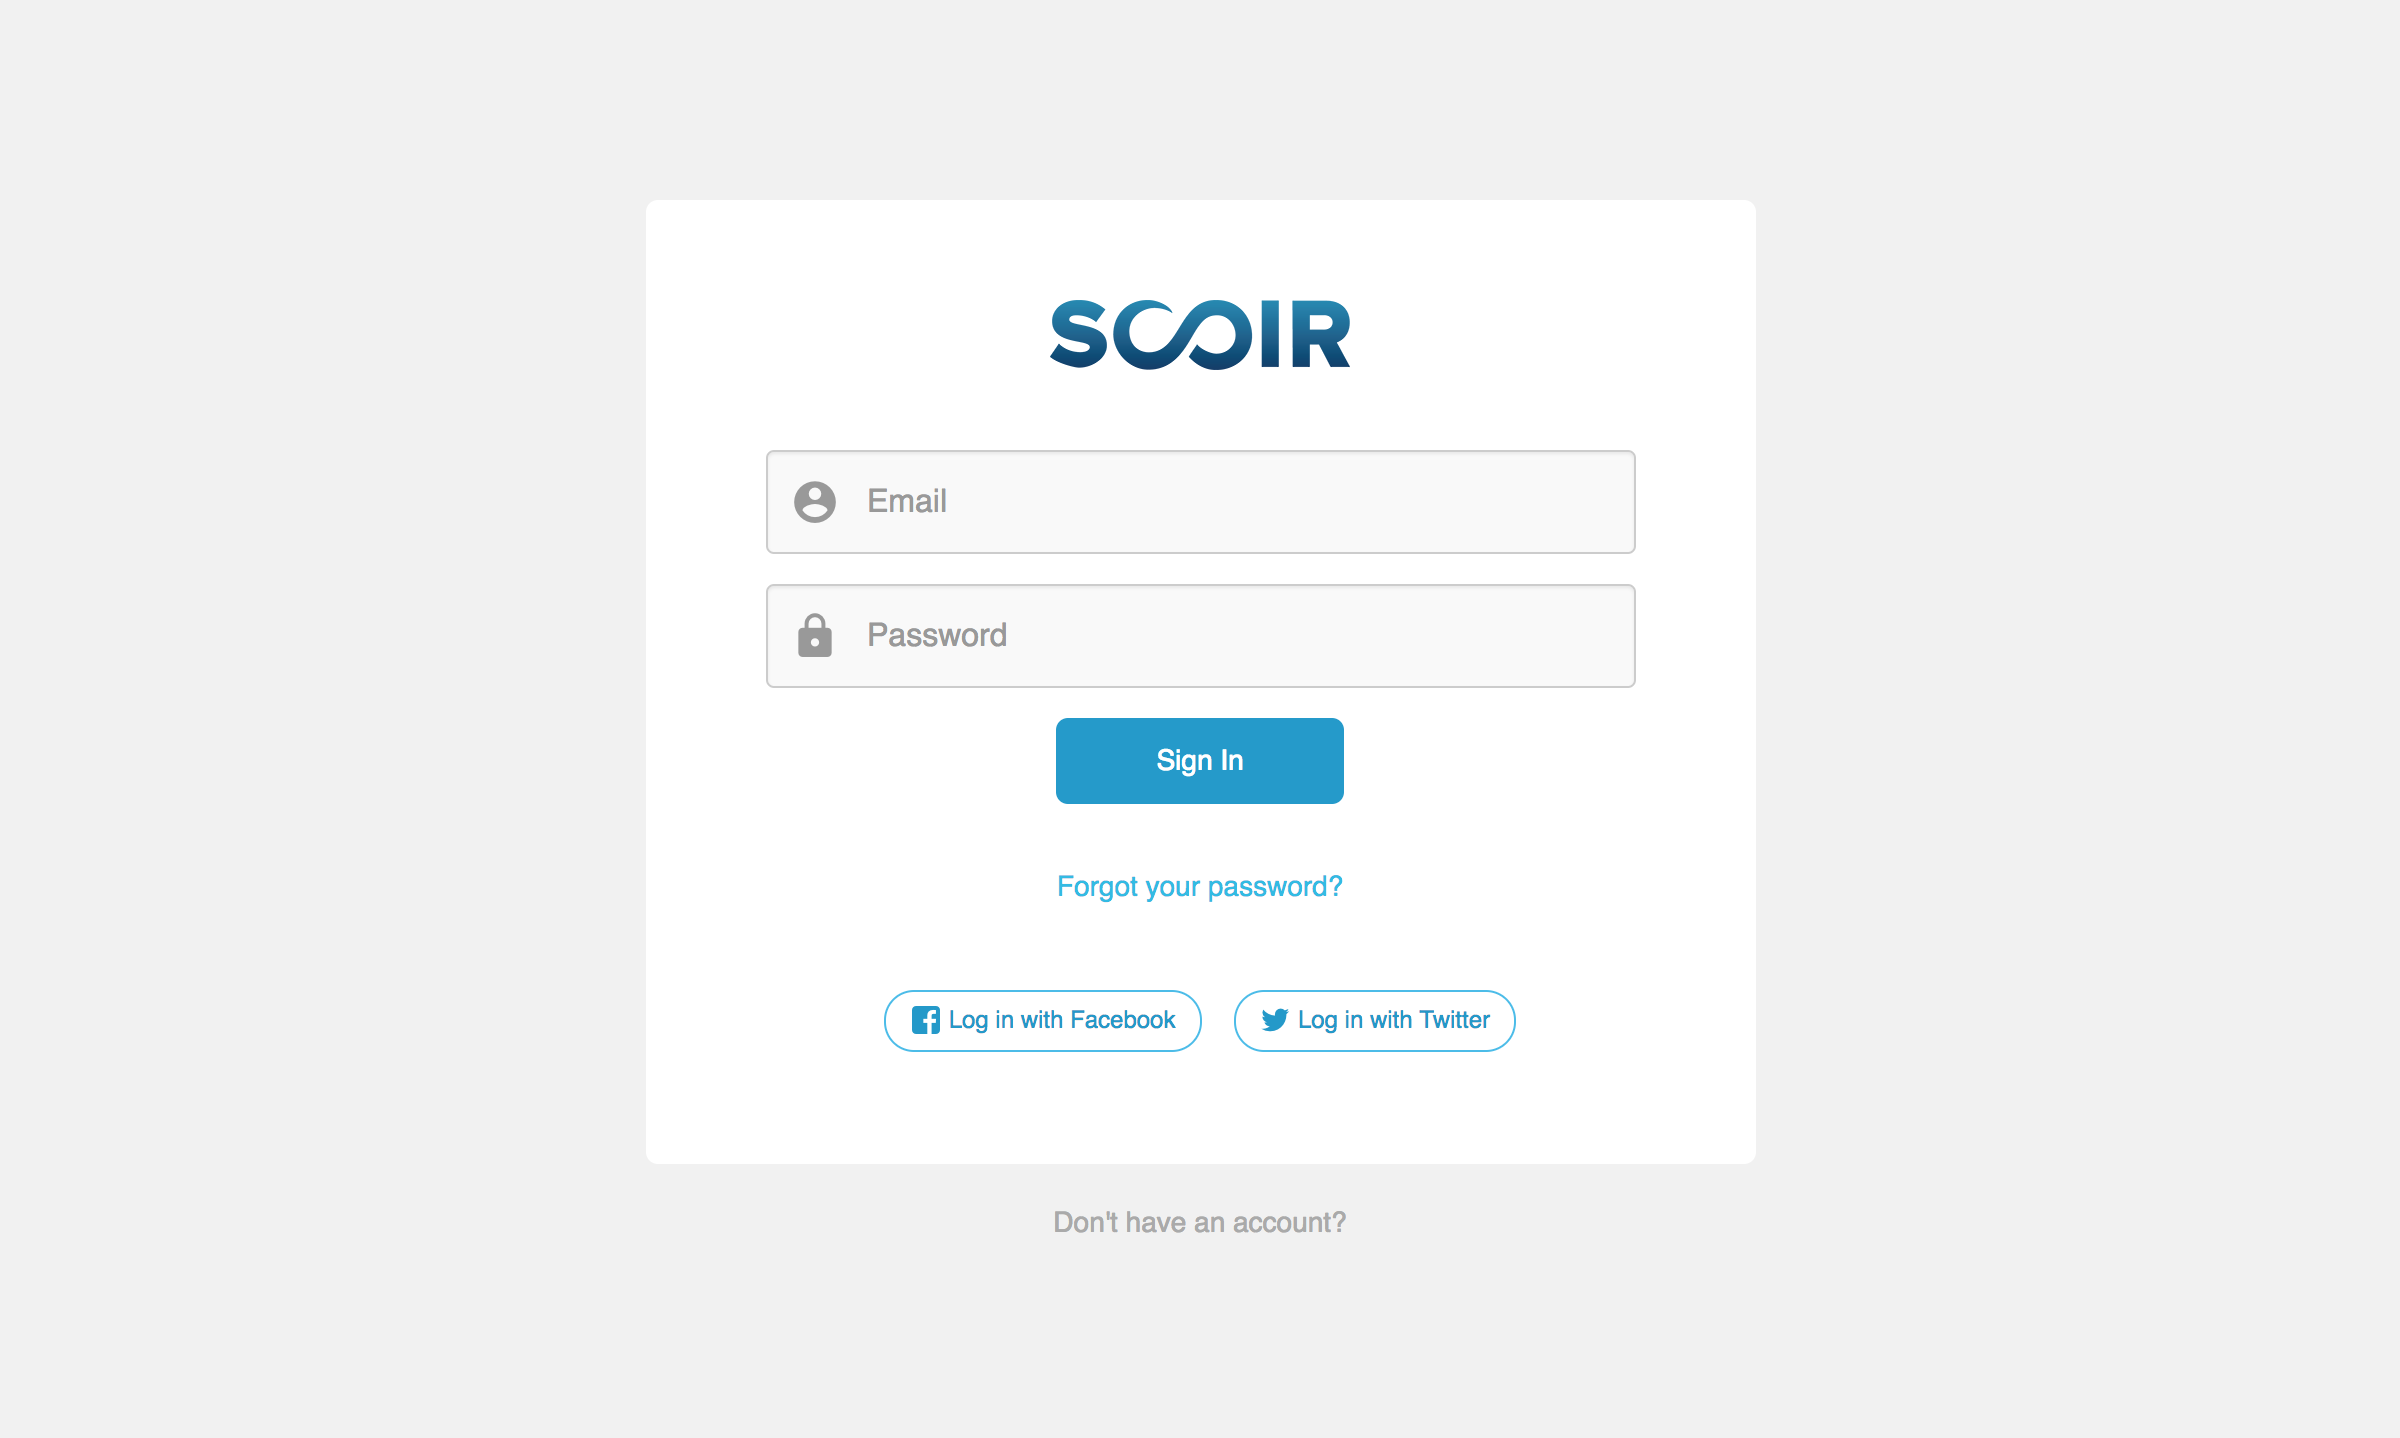 SCOIR
Email
Password
Sign In
Forgot your password?
Log in with Facebook
Log in with Twitter
Don't have an account?